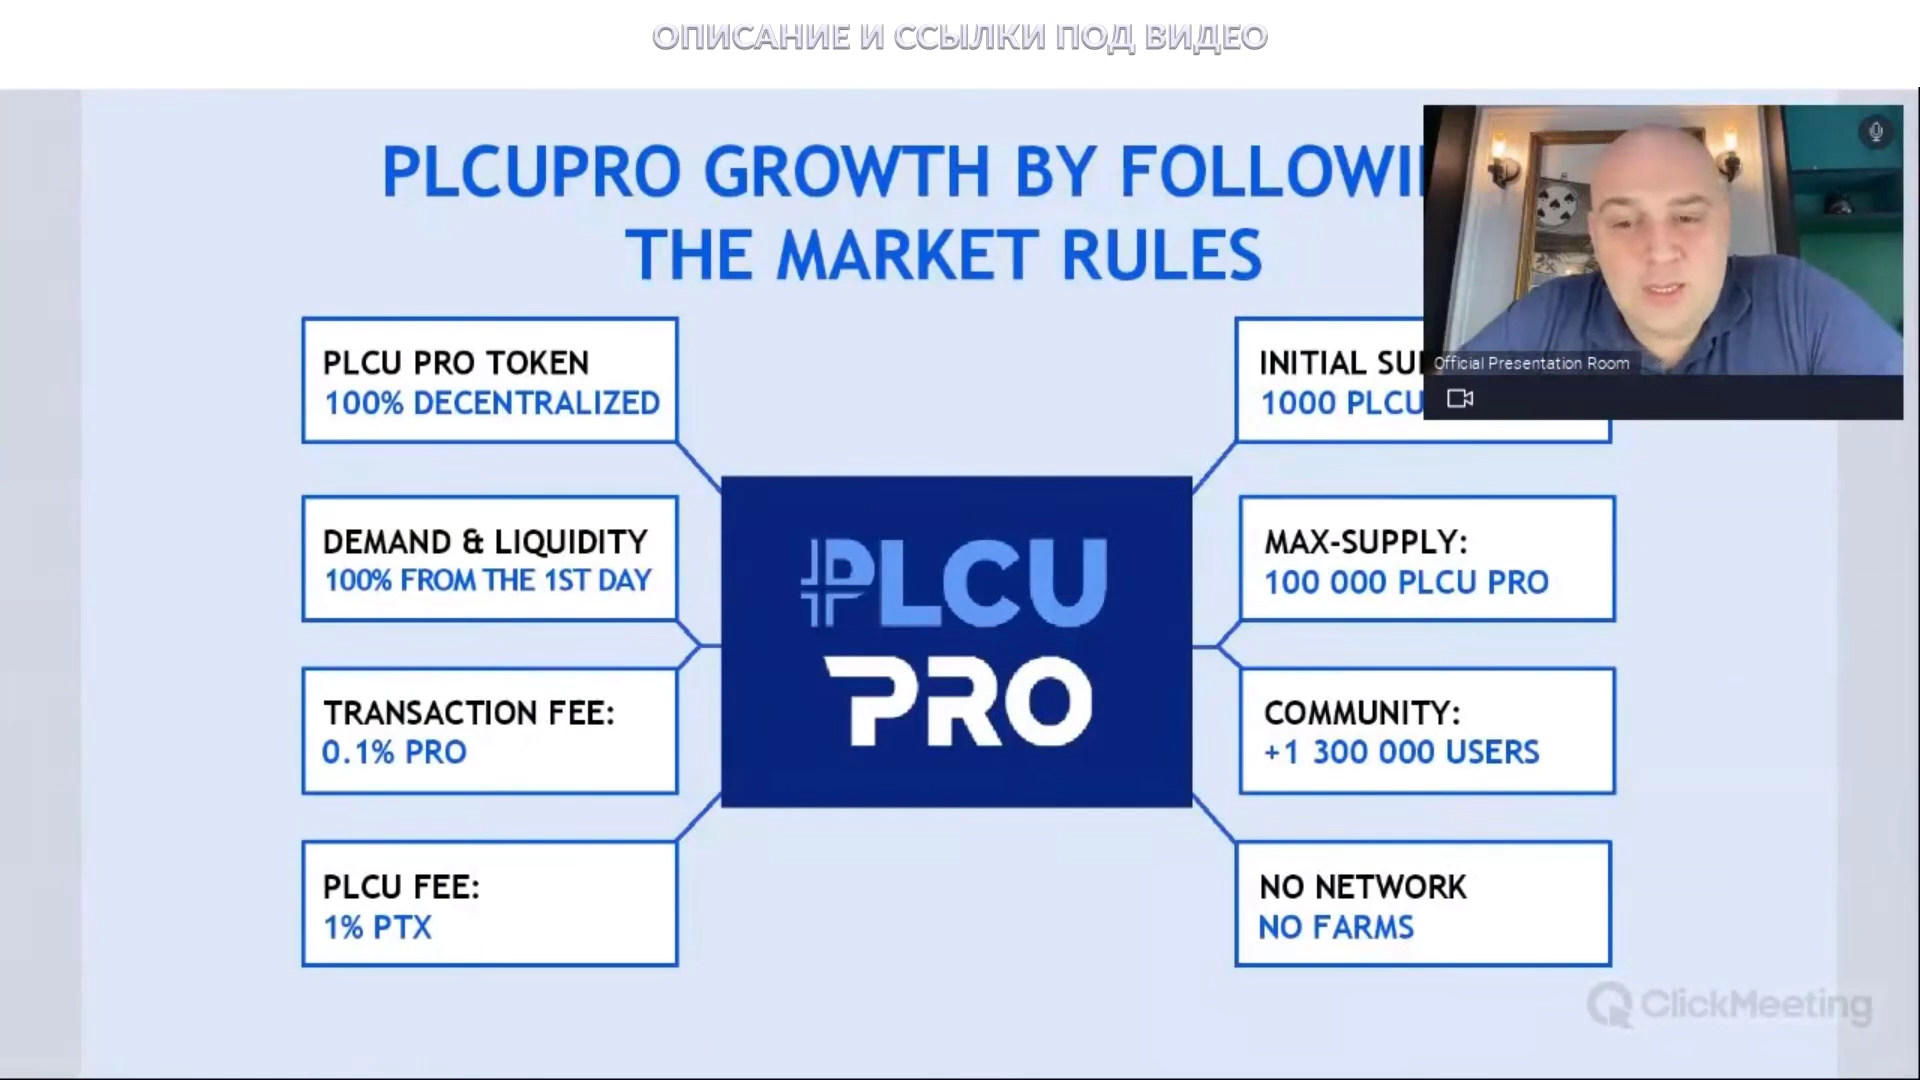 ОПИСАНИЕ И ССЫЛКИ ПОД ВИДЕО
PLCUPRO GROWTH BY
THE MARKET RULES
PLCU PRO TOKEN
100% DECENTRALIZED
DEMAND & LIQUIDITY
100% FROM THE 1ST DAY
TRANSACTION FEE:
0.1% PRO
PLCU FEE:
1% PTX
PLCU
PRO
INITIAL
1000 PLCU
MAX-SUPPLY:
100 000 PLCU PRO
COMMUNITY:
+1 300 000 USERS
NO NETWORK
NO FARMS
Official Presentation Room
ClickMeeting